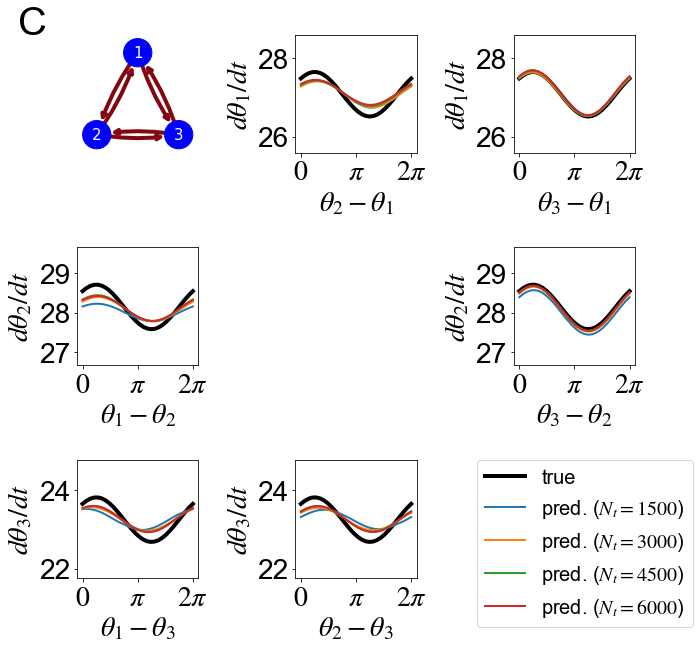 C
1
2
3
28
26
dθ₁/dt
0 π 2π
θ₂ − θ₁
28
26
dθ₁/dt
0 π 2π
θ₃ − θ₁
29
28
27
dθ₂/dt
0 π 2π
θ₁ − θ₂
29
28
27
dθ₂/dt
0 π 2π
θ₃ − θ₂
24
22
dθ₃/dt
0 π 2π
θ₁ − θ₃
24
22
dθ₃/dt
0 π 2π
θ₂ − θ₃
true
pred. (Nₜ = 1500)
pred. (Nₜ = 3000)
pred. (Nₜ = 4500)
pred. (Nₜ = 6000)